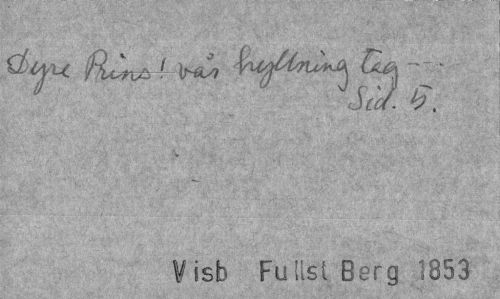 Dyre Prins! vår hyllning tag ---
Sid. 5.
Visb Fullst Berg 1853